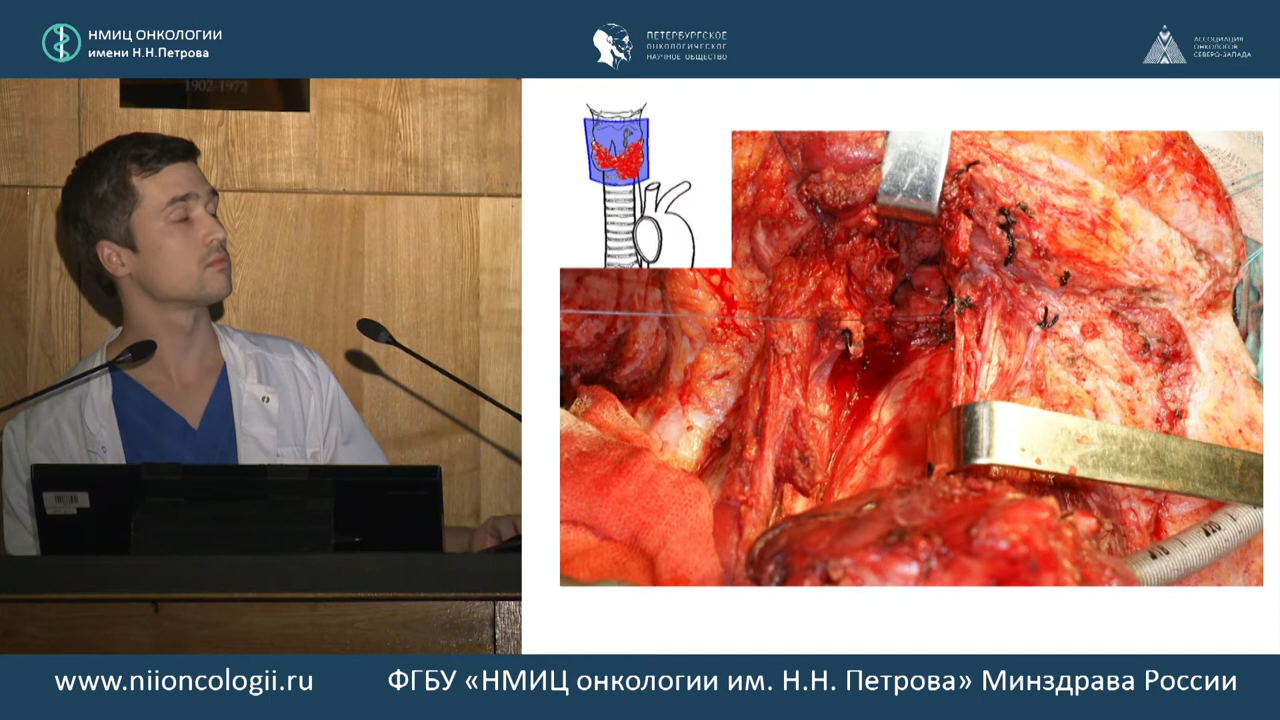 НМИЦ ОНКОЛОГИИ
имени Н.Н.Петрова
ПЕТЕРБУРГСКОЕ
ОНКОЛОГИЧЕСКОЕ
НАУЧНОЕ ОБЩЕСТВО
АССОЦИАЦИЯ
ОНКОЛОГОВ
СЕВЕРО-ЗАПАДА
1902-1972
www.niioncologii.ru
ФГБУ «НМИЦ онкологии им. Н.Н. Петрова» Минздрава России